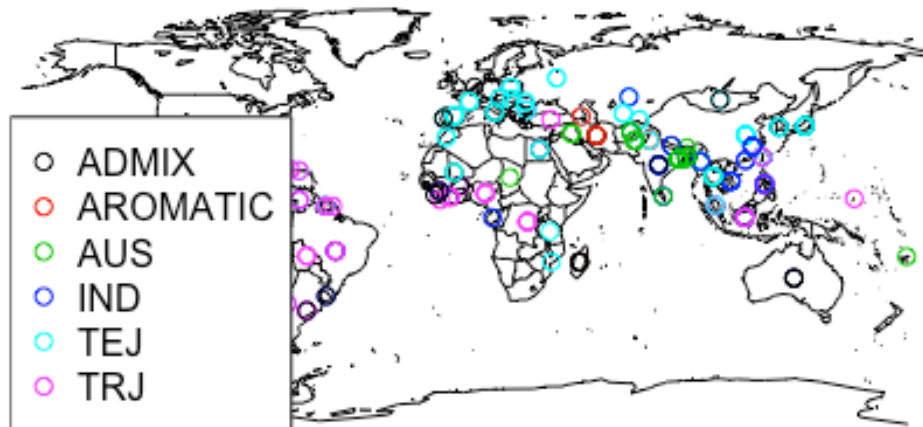 ADMIX
AROMATIC
AUS
IND
TEJ
TRJ